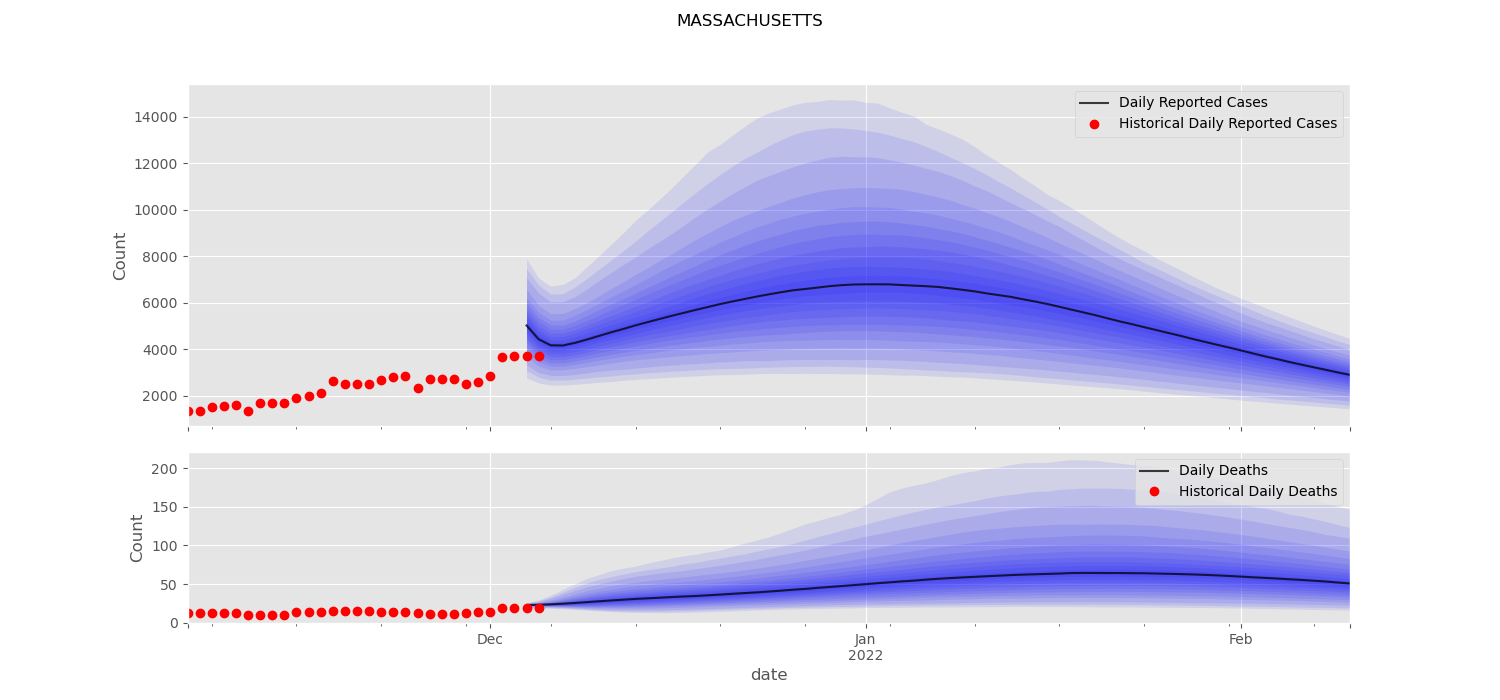 MASSACHUSETTS
Count
14000
12000
10000
8000
6000
4000
2000
Daily Reported Cases
Historical Daily Reported Cases
Count
200
150
100
50
0
Daily Deaths
Historical Daily Deaths
Dec
Jan
2022
Feb
date